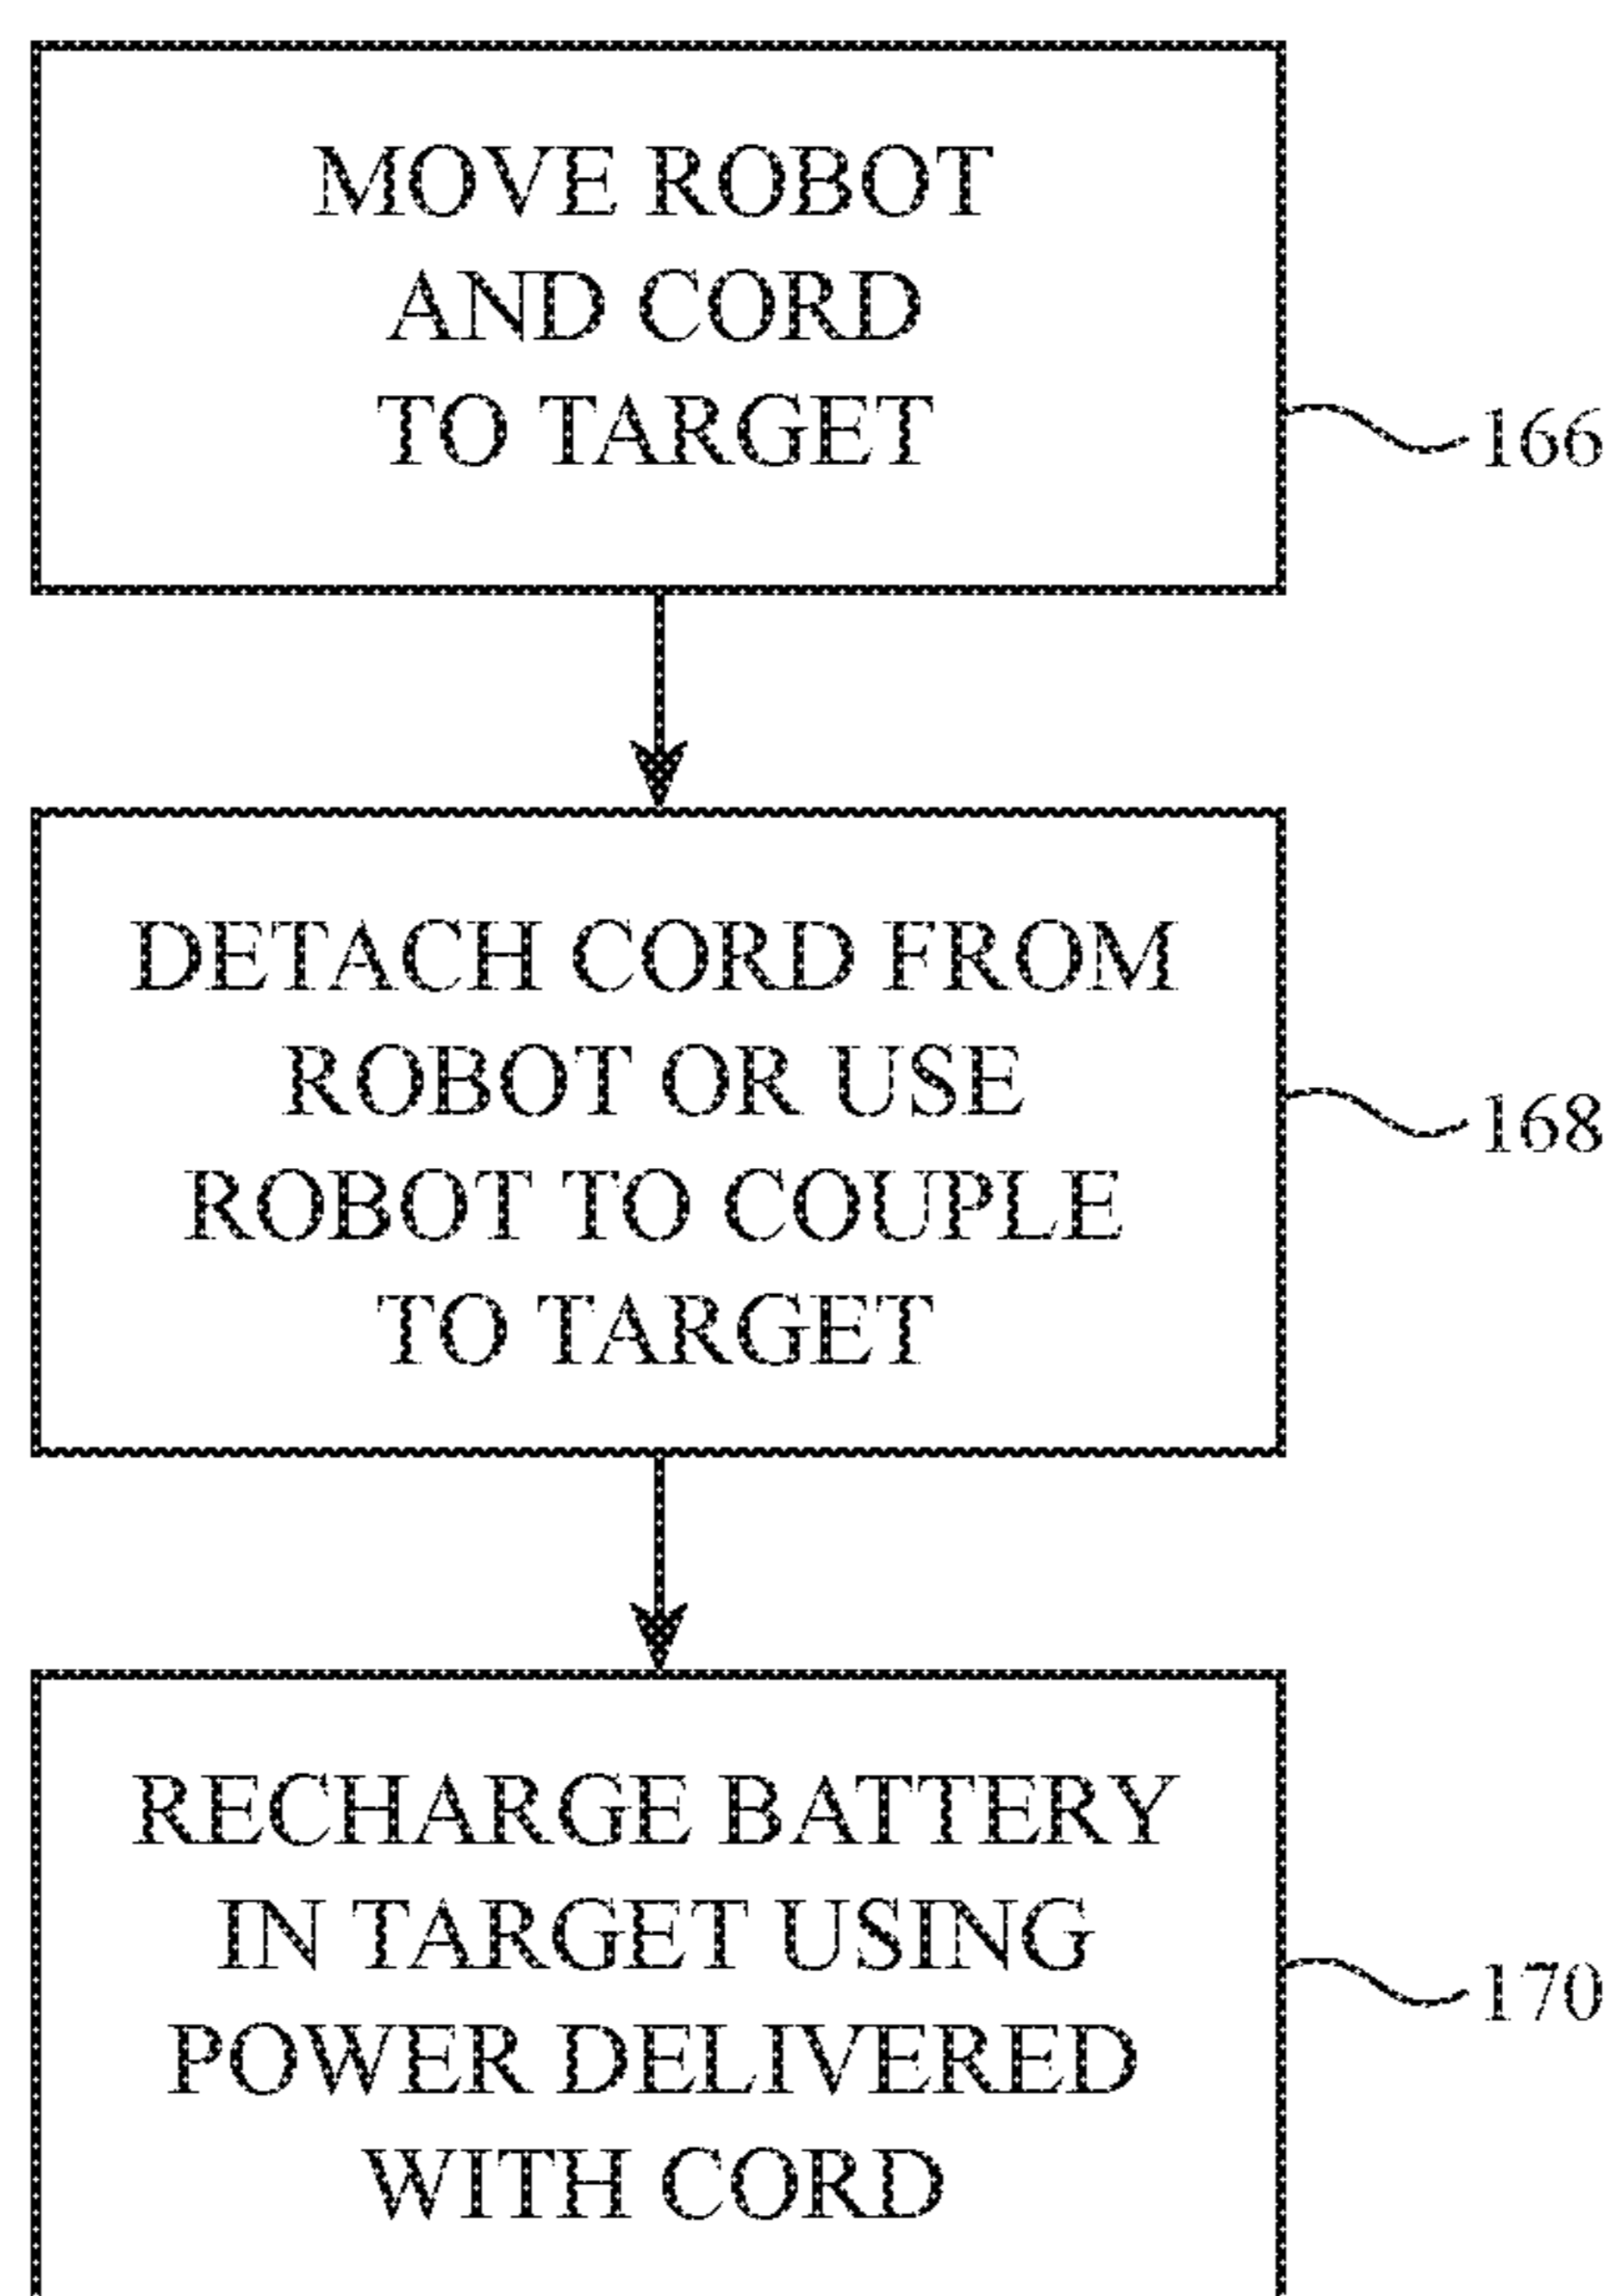 MOVE ROBOT
AND CORD
TO TARGET
166
DETACH CORD FROM
ROBOT OR USE
ROBOT TO COUPLE
TO TARGET
168
RECHARGE BATTERY
IN TARGET USING
POWER DELIVERED
WITH CORD
170